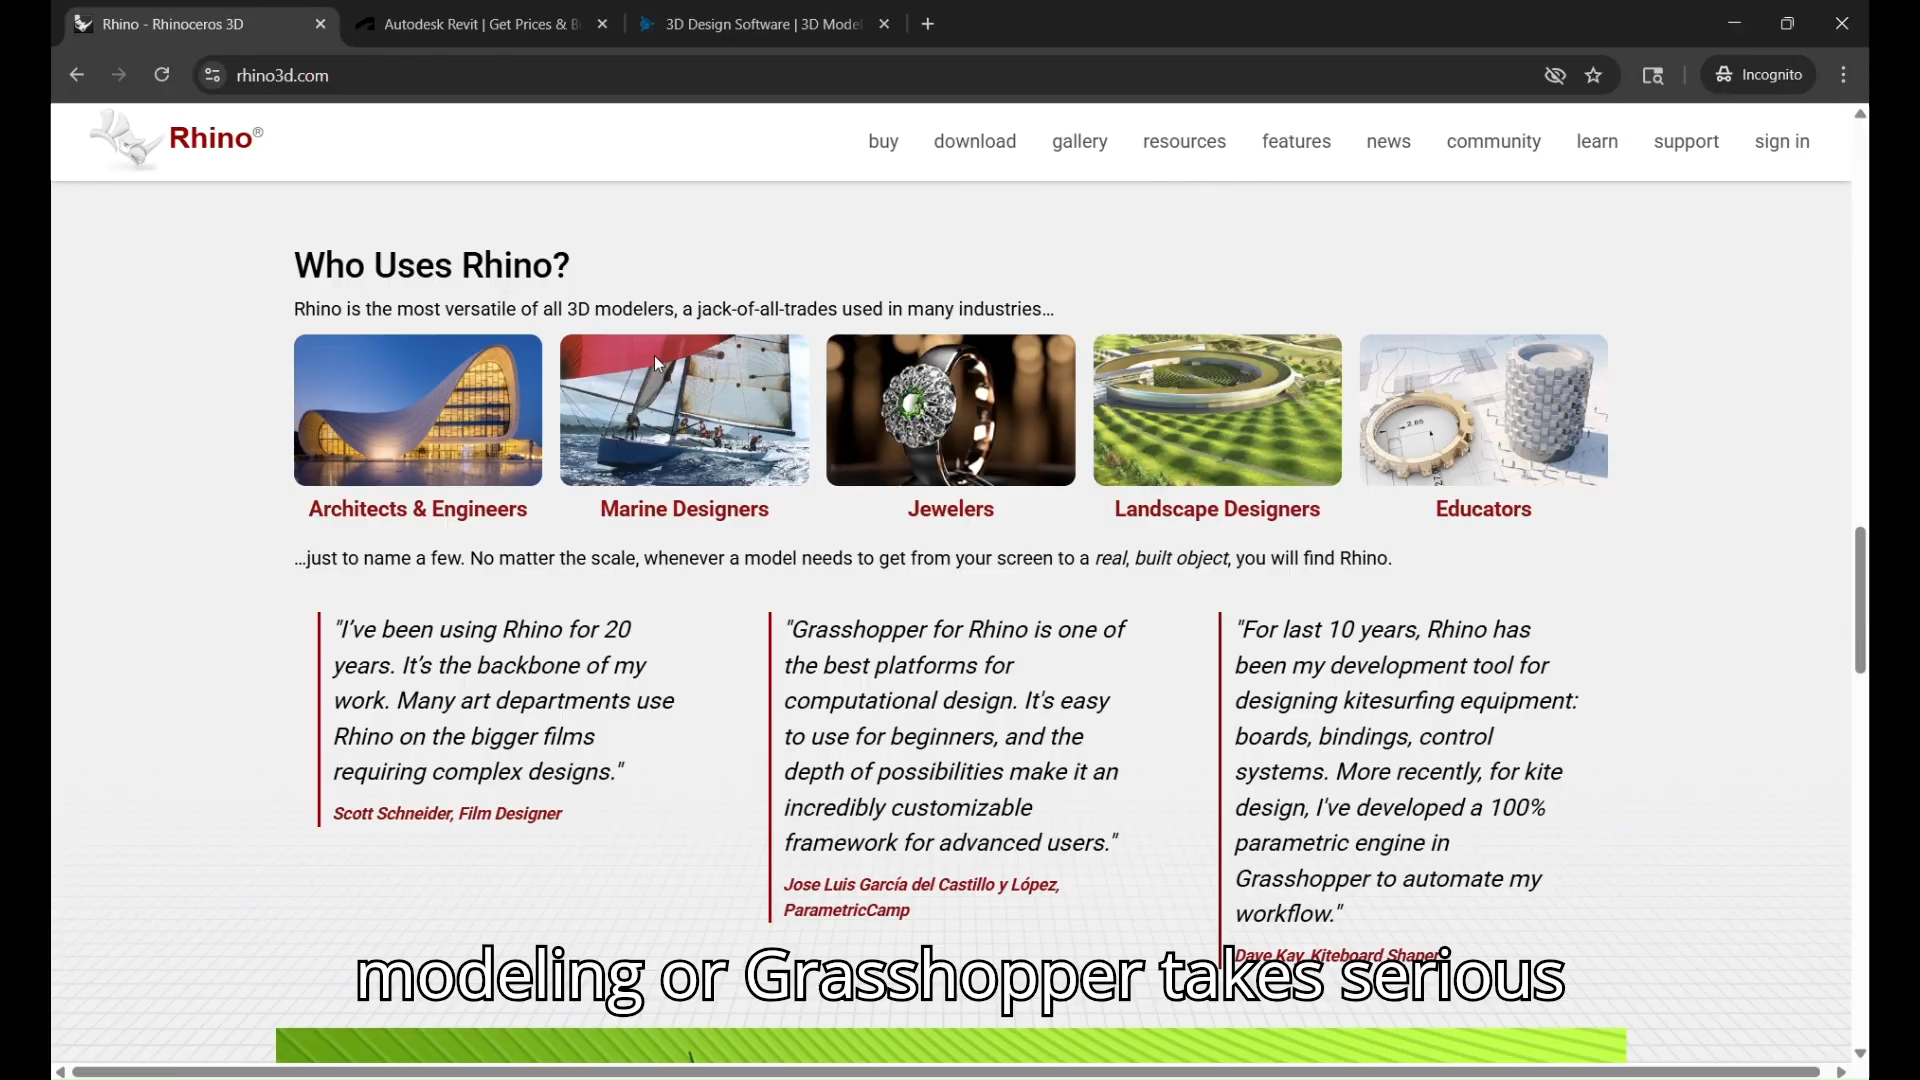 Rhino - Rhinoceros 3D
Autodesk Revit | Get Prices & B
3D Design Software | 3D Model
rhino3d.com
Incognito
Rhino®
buy download gallery resources features news community learn support sign in
Who Uses Rhino?
Rhino is the most versatile of all 3D modelers, a jack-of-all-trades used in many industries...
2.85
Architects & Engineers
Marine Designers
Jewelers
Landscape Designers
Educators
...just to name a few. No matter the scale, whenever a model needs to get from your screen to a real, built object, you will find Rhino.
"I've been using Rhino for 20
years. It's the backbone of my
work. Many art departments use
Rhino on the bigger films
requiring complex designs."
Scott Schneider, Film Designer
"Grasshopper for Rhino is one of
the best platforms for
computational design. It's easy
to use for beginners, and the
depth of possibilities make it an
incredibly customizable
framework for advanced users."
Jose Luis García del Castillo y López,
ParametricCamp
"For last 10 years, Rhino has
been my development tool for
designing kitesurfing equipment:
boards, bindings, control
systems. More recently, for kite
design, I've developed a 100%
parametric engine in
Grasshopper to automate my
workflow."
Dave Kay, Kiteboard Shaper
modeling or Grasshopper takes serious